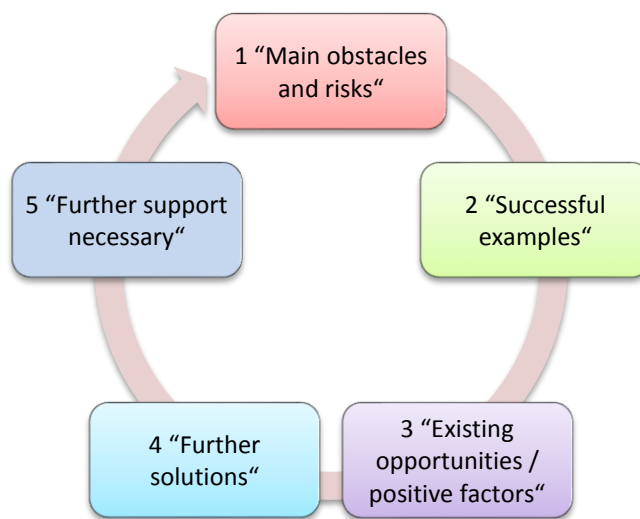 1 “Main obstacles
and risks“
2 “Successful
examples“
3 “Existing
opportunities /
positive factors“
4 “Further
solutions“
5 “Further support
necessary“